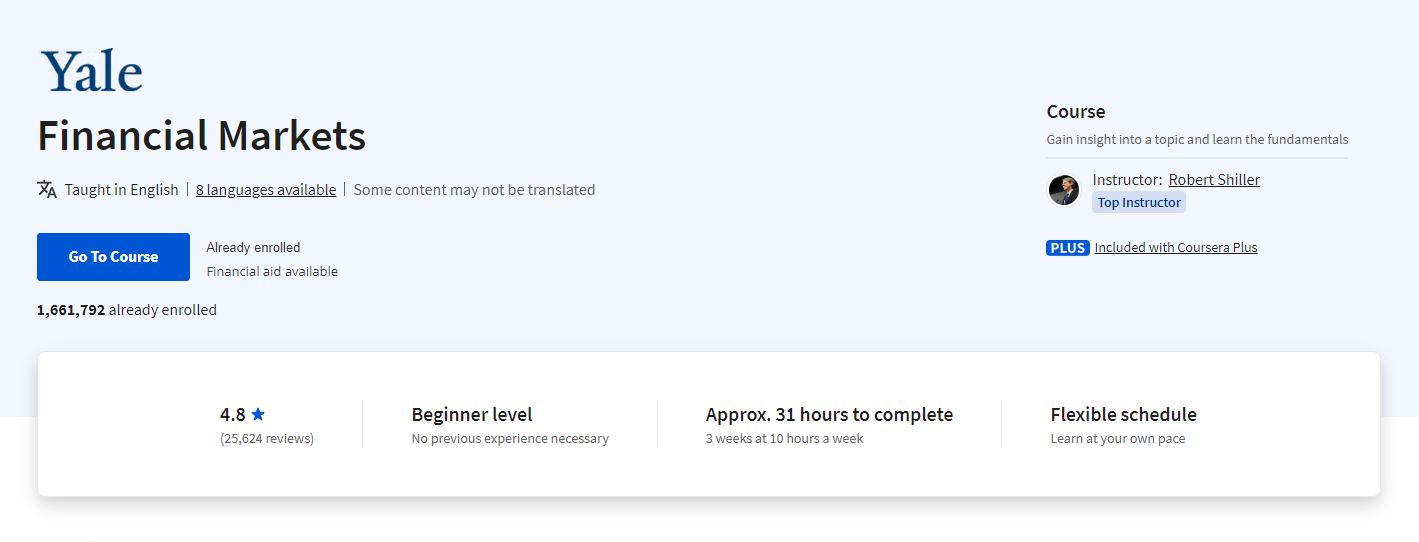 Yale
Financial Markets
Taught in English | 8 languages available | Some content may not be translated
Go To Course
Already enrolled
Financial aid available
1,661,792 already enrolled
Course
Gain insight into a topic and learn the fundamentals
Instructor: Robert Shiller
Top Instructor
PLUS Included with Coursera Plus
4.8
(25,624 reviews)
Beginner level
No previous experience necessary
Approx. 31 hours to complete
3 weeks at 10 hours a week
Flexible schedule
Learn at your own pace